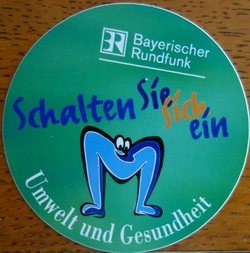 BR
Bayerischer
Rundfunk
Schalten Sie sich ein
Umwelt und Gesundheit